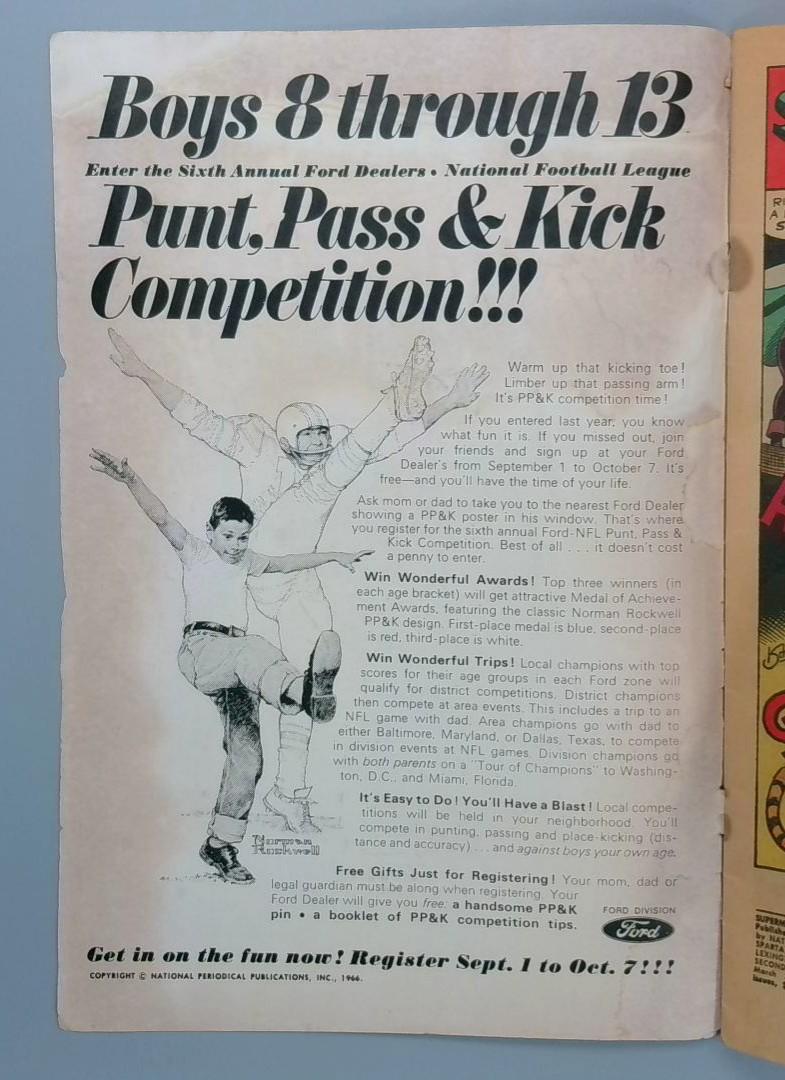 Boys 8 through 13
Enter the Sixth Annual Ford Dealers • National Football League
Punt, Pass & Kick
Competition!!!
Warm up that kicking toe!
Limber up that passing arm!
It's PP&K competition time!
If you entered last year, you know
what fun it is. If you missed out, join
your friends and sign up at your Ford
Dealer's from September 1 to October 7. It's
free—and you'll have the time of your life.
Ask mom or dad to take you to the nearest Ford Dealer
showing a PP&K poster in his window. That's where
you register for the sixth annual Ford-NFL Punt, Pass &
Kick Competition. Best of all . . . it doesn't cost
a penny to enter.
Win Wonderful Awards! Top three winners (in
each age bracket) will get attractive Medal of Achieve-
ment Awards, featuring the classic Norman Rockwell
PP&K design. First-place medal is blue, second-place
is red, third-place is white.
Win Wonderful Trips! Local champions with top
scores for their age groups in each Ford zone will
qualify for district competitions. District champions
then compete at area events. This includes a trip to an
NFL game with dad. Area champions go with dad to
either Baltimore, Maryland, or Dallas, Texas, to compete
in division events at NFL games. Division champions go
with both parents on a "Tour of Champions" to Washing-
ton, D.C., and Miami, Florida.
It's Easy to Do! You'll Have a Blast! Local compe-
titions will be held in your neighborhood. You'll
compete in punting, passing and place-kicking (dis-
tance and accuracy) . . . and against boys your own age.
Norman
Rockwell
Free Gifts Just for Registering! Your mom, dad or
legal guardian must be along when registering. Your
Ford Dealer will give you free: a handsome PP&K
pin • a booklet of PP&K competition tips.
FORD DIVISION
Ford
Get in on the fun now! Register Sept. 1 to Oct. 7!!!
COPYRIGHT © NATIONAL PERIODICAL PUBLICATIONS, INC., 1966.
SUPERM
Publishe
by NAT
SPARTA
LEXING
SECOND
March
issues,